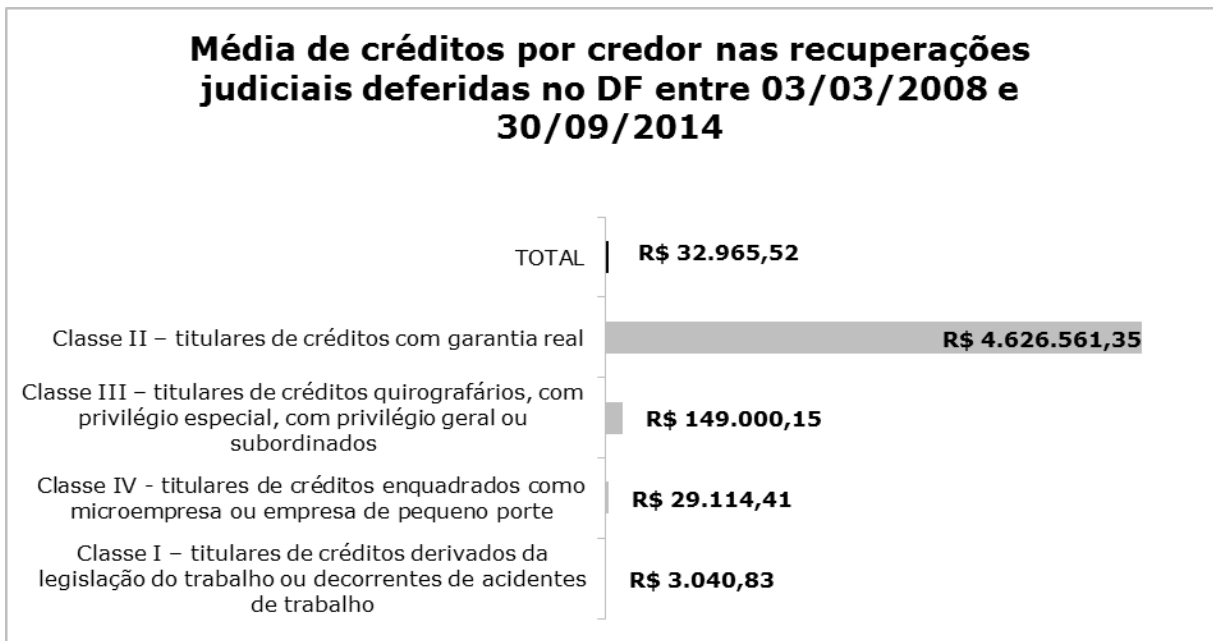 Média de créditos por credor nas recuperações
judiciais deferidas no DF entre 03/03/2008 e
30/09/2014
TOTAL
R$ 32.965,52
Classe II – titulares de créditos com garantia real
R$ 4.626.561,35
Classe III – titulares de créditos quirografários, com
privilégio especial, com privilégio geral ou
subordinados
R$ 149.000,15
Classe IV - titulares de créditos enquadrados como
microempresa ou empresa de pequeno porte
R$ 29.114,41
Classe I – titulares de créditos derivados da
legislação do trabalho ou decorrentes de acidentes
de trabalho
R$ 3.040,83